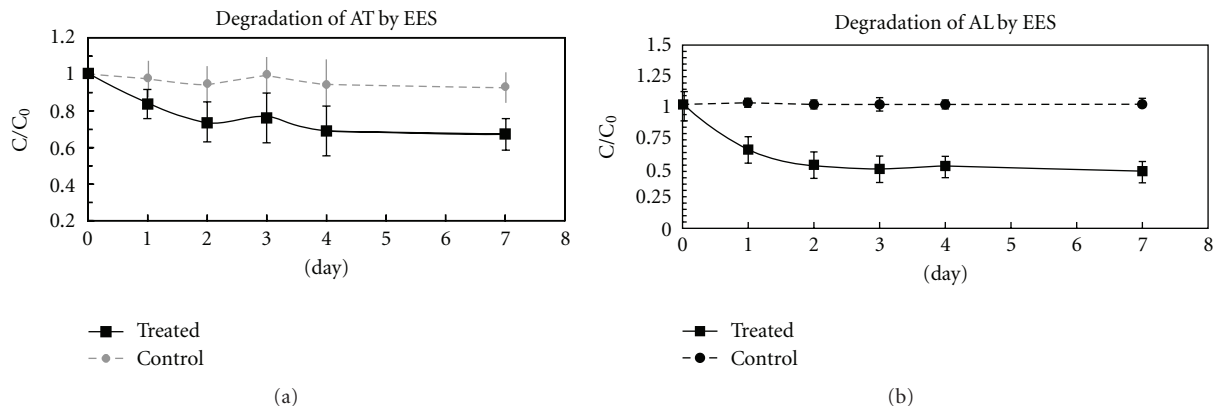 Degradation of AT by EES
1.2
1
0.8
0.6
0.4
0.2
C/C0
0 1 2 3 4 5 6 7 8
(day)
Treated
Control
(a)
Degradation of AL by EES
1.5
1.25
1
0.75
0.5
0.25
0
C/C0
0 1 2 3 4 5 6 7 8
(day)
Treated
Control
(b)